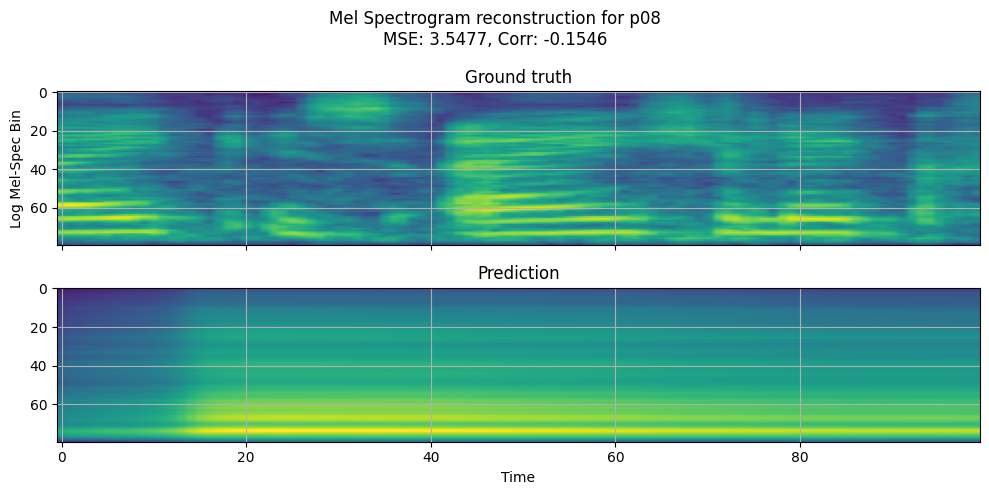 Mel Spectrogram reconstruction for p08
MSE: 3.5477, Corr: -0.1546
Ground truth
0
20
40
60
Log Mel-Spec Bin
Prediction
0
20
40
60
0 20 40 60 80
Time